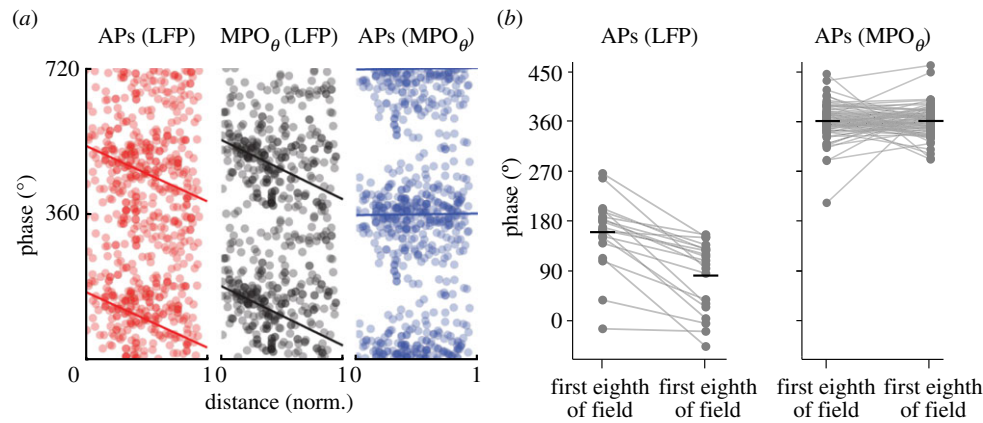 (a)
APs (LFP)
MPOθ (LFP)
APs (MPOθ)
720
360
phase (°)
0
1 0
1 0
1
distance (norm.)
(b)
APs (LFP)
APs (MPOθ)
450
360
270
180
90
0
phase (º)
first eighth
of field
first eighth
of field
first eighth
of field
first eighth
of field